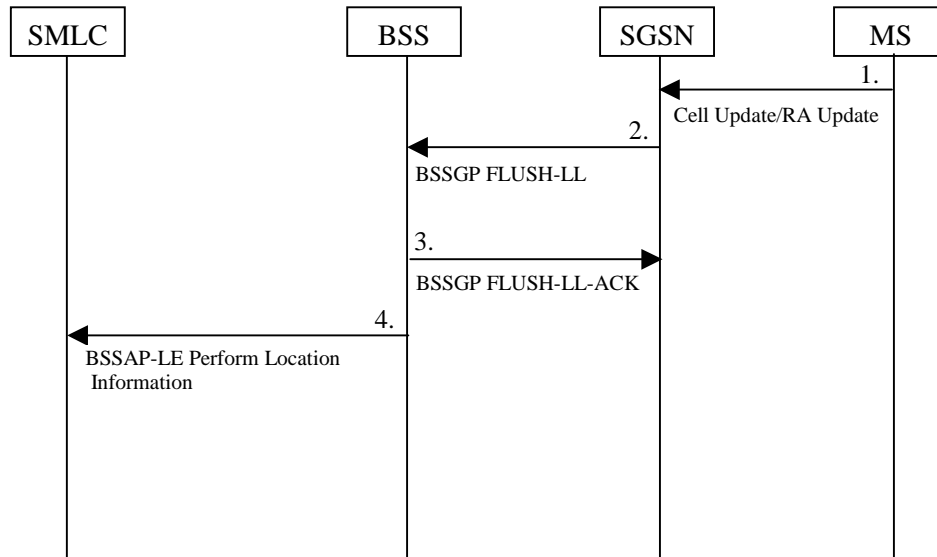 SMLC
BSS
SGSN
MS
1.
Cell Update/RA Update
2.
BSSGP FLUSH-LL
3.
BSSGP FLUSH-LL-ACK
4.
BSSAP-LE Perform Location
Information